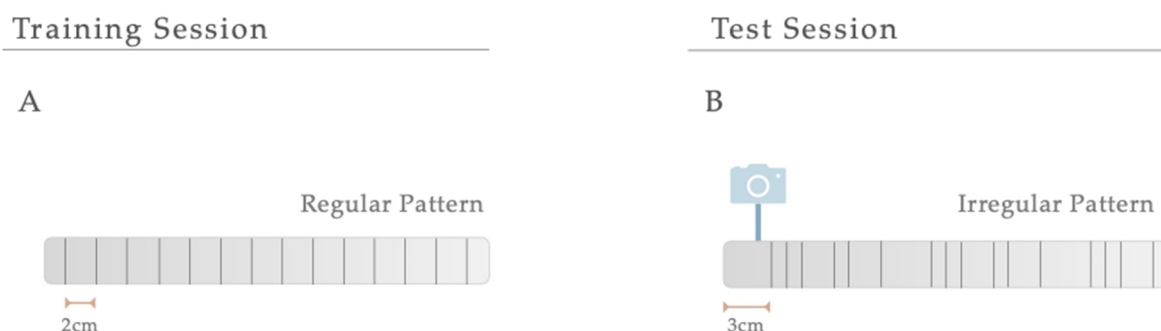 Training Session
Test Session
A
B
Regular Pattern
Irregular Pattern
2cm
3cm